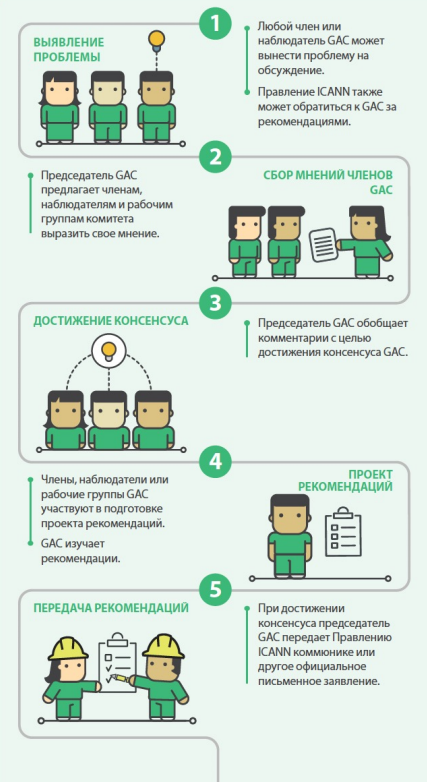 1
ВЫЯВЛЕНИЕ
ПРОБЛЕМЫ
Любой член или
наблюдатель GAC может
вынести проблему на
обсуждение.
Правление ICANN также
может обратиться к GAC за
рекомендациями.
2
СБОР МНЕНИЙ ЧЛЕНОВ
GAC
Председатель GAC
предлагает членам,
наблюдателям и рабочим
группам комитета
выразить свое мнение.
3
ДОСТИЖЕНИЕ КОНСЕНСУСА
Председатель GAC обобщает
комментарии с целью
достижения консенсуса GAC.
4
ПРОЕКТ
РЕКОМЕНДАЦИЙ
Члены, наблюдатели или
рабочие группы GAC
участвуют в подготовке
проекта рекомендаций.
GAC изучает
рекомендации.
5
ПЕРЕДАЧА РЕКОМЕНДАЦИЙ
При достижении
консенсуса председатель
GAC передает Правлению
ICANN коммюнике или
другое официальное
письменное заявление.